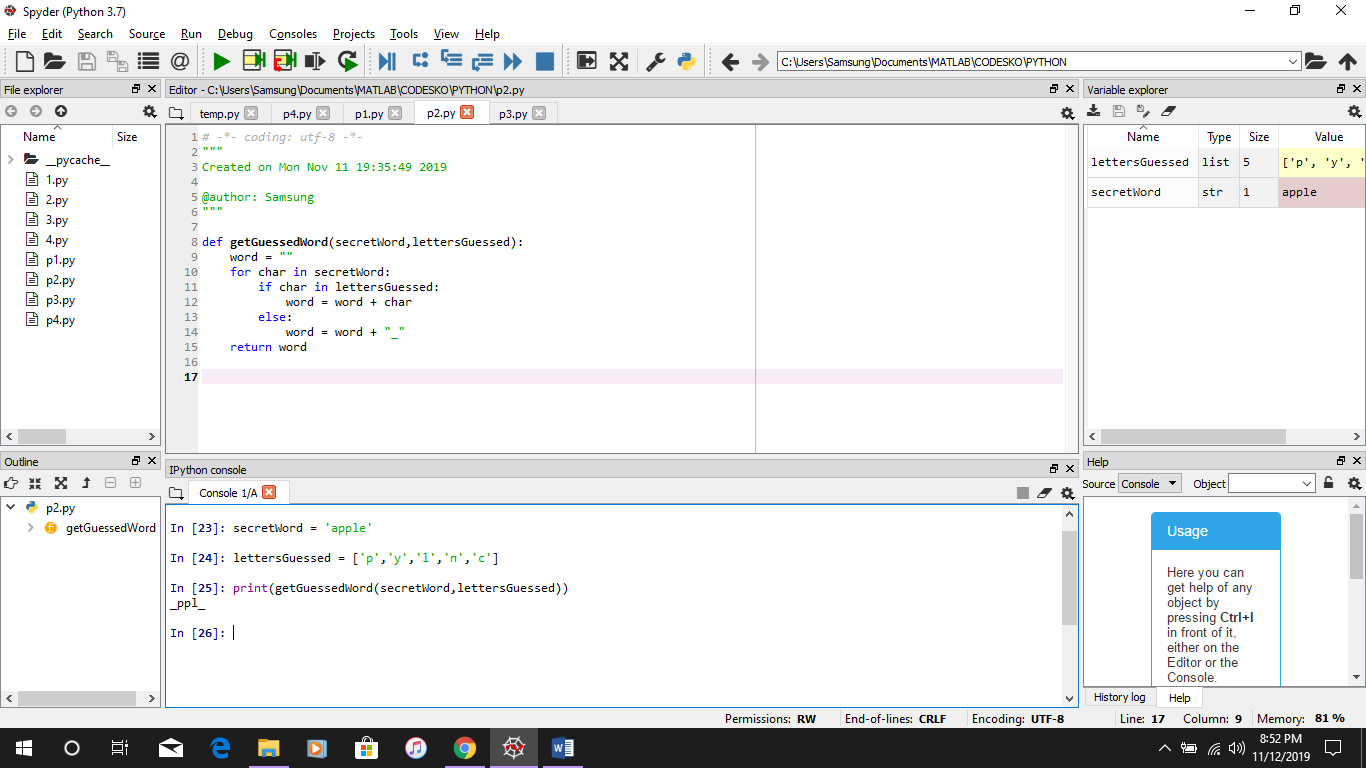 Spyder (Python 3.7)
File Edit Search Source Run Debug Consoles Projects Tools View Help
C:\Users\Samsung\Documents\MATLAB\CODESKO\PYTHON
File explorer
Name Size
__pycache__
1.py
2.py
3.py
4.py
p1.py
p2.py
p3.py
p4.py
Outline
p2.py
getGuessedWord
Editor - C:\Users\Samsung\Documents\MATLAB\CODESKO\PYTHON\p2.py
temp.py p4.py p1.py p2.py p3.py
1 # -*- coding: utf-8 -*-
2 """
3 Created on Mon Nov 11 19:35:49 2019
4
5 @author: Samsung
6 """
7
8 def getGuessedWord(secretWord,lettersGuessed):
9     word = ""
10     for char in secretWord:
11         if char in lettersGuessed:
12             word = word + char
13         else:
14             word = word + "_"
15     return word
16
17
IPython console
Console 1/A
In [23]: secretWord = 'apple'
In [24]: lettersGuessed = ['p','y','l','n','c']
In [25]: print(getGuessedWord(secretWord,lettersGuessed))
_ppl_
In [26]:
Variable explorer
Name Type Size Value
lettersGuessed list 5 ['p', 'y', '
secretWord str 1 apple
Help
Source Console Object
Usage
Here you can
get help of any
object by
pressing Ctrl+I
in front of it,
either on the
Editor or the
Console.
History log Help
Permissions: RW End-of-lines: CRLF Encoding: UTF-8 Line: 17 Column: 9 Memory: 81 %
8:52 PM
11/12/2019